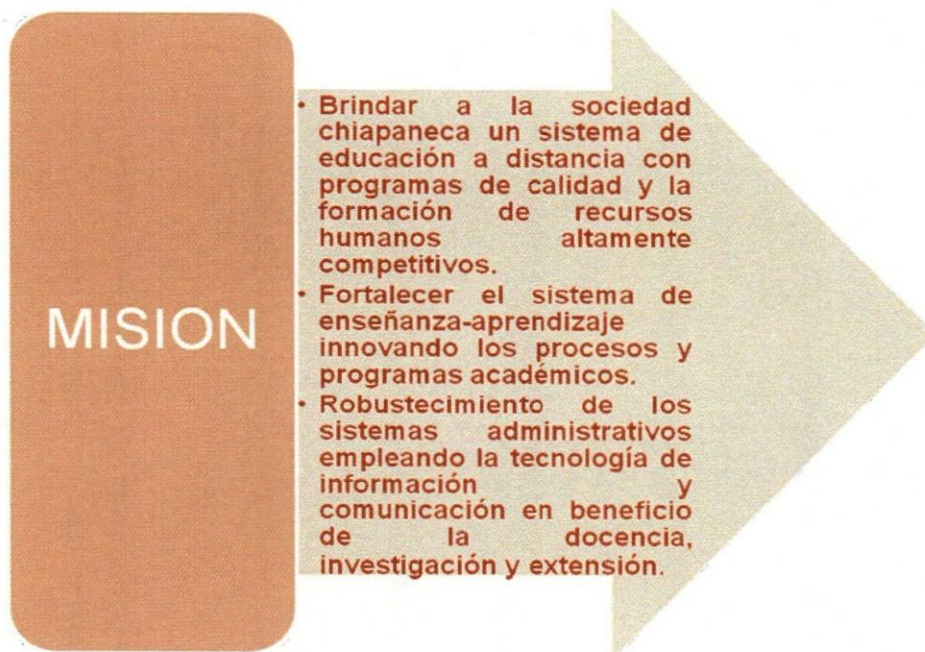 MISION
• Brindar a la sociedad
chiapaneca un sistema de
educación a distancia con
programas de calidad y la
formación de recursos
humanos altamente
competitivos.
• Fortalecer el sistema de
enseñanza-aprendizaje
innovando los procesos y
programas académicos.
• Robustecimiento de los
sistemas administrativos
empleando la tecnología de
información y
comunicación en beneficio
de la docencia,
investigación y extensión.